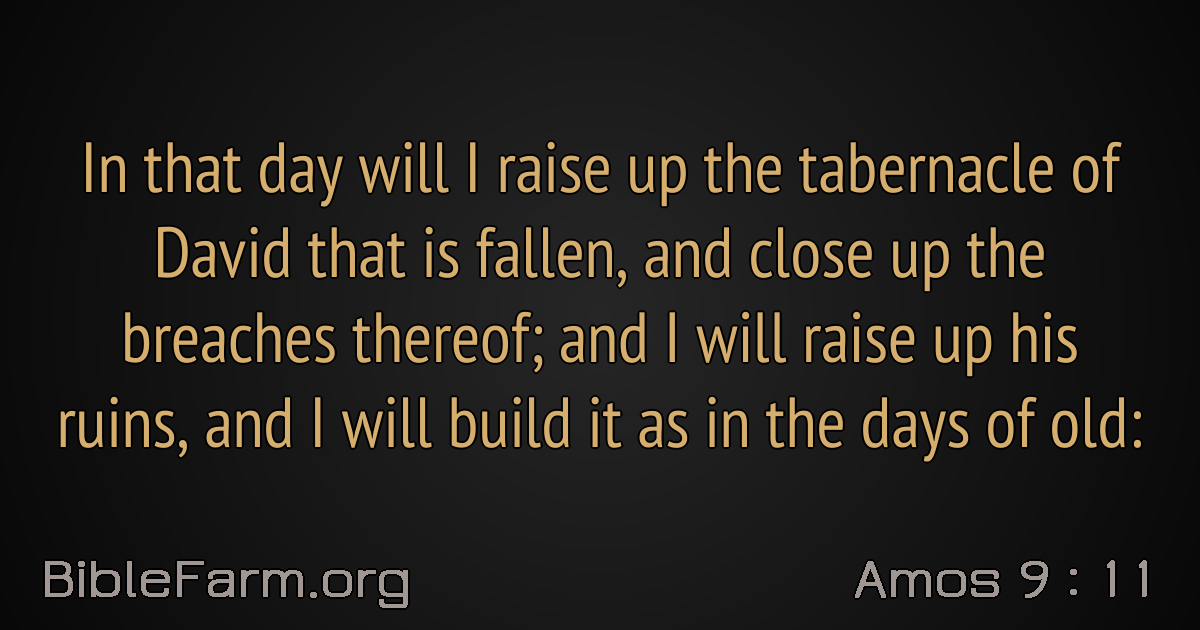 In that day will I raise up the tabernacle of
David that is fallen, and close up the
breaches thereof; and I will raise up his
ruins, and I will build it as in the days of old:
BibleFarm.org
Amos 9 : 11